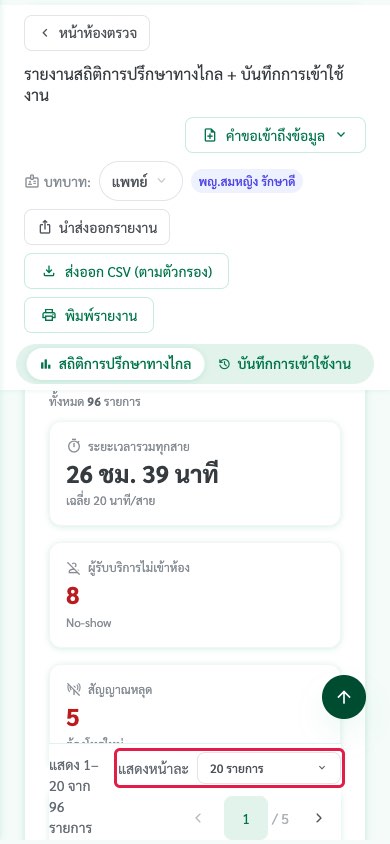 หน้าห้องตรวจ
รายงานสถิติการปรึกษาทางไกล + บันทึกการเข้าใช้
งาน
คำขอเข้าถึงข้อมูล
บทบาท: แพทย์ พญ.สมหญิง รักษาดี
นำส่งออกรายงาน
ส่งออก CSV (ตามตัวกรอง)
พิมพ์รายงาน
สถิติการปรึกษาทางไกล บันทึกการเข้าใช้งาน
ทั้งหมด 96 รายการ
ระยะเวลารวมทุกสาย
26 ชม. 39 นาที
เฉลี่ย 20 นาที/สาย
ผู้รับบริการไม่เข้าห้อง
8
No-show
สัญญาณหลุด
5
แสดง 1–
20 จาก
96
รายการ
แสดงหน้าละ 20 รายการ
1 / 5